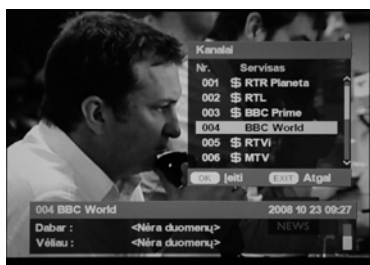 Kanalai
Nr. Servisas
001 $ RTR Planeta
002 $ RTL
003 $ BBC Prime
004 BBC World
005 $ RTVi
006 $ MTV
OK Įeiti EXIT Atgal
004 BBC World 2008 10 23 09:27
Dabar : <Nėra duomenų> NEWS
Vėliau : <Nėra duomenų>